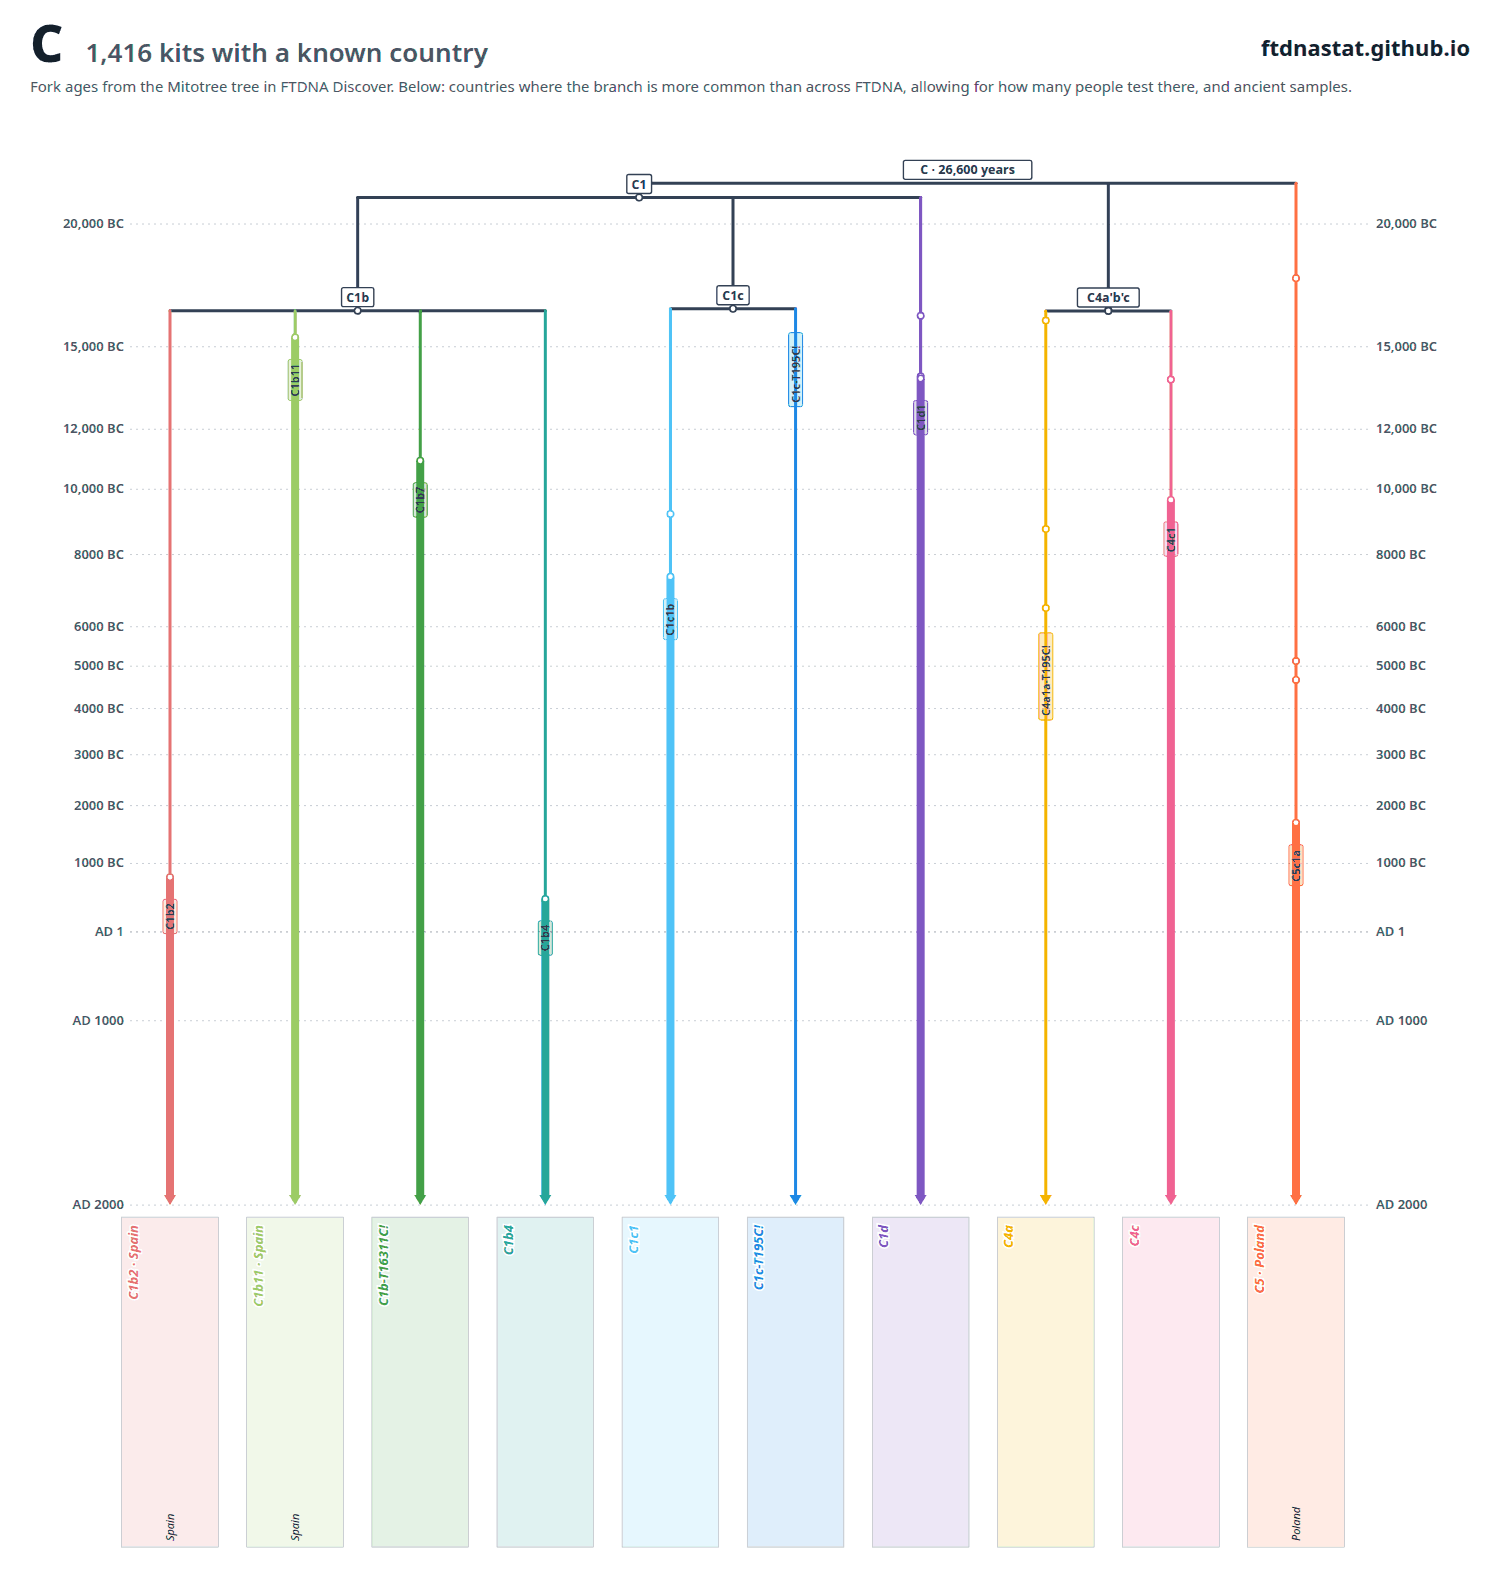 C 1,416 kits with a known country
ftdnastat.github.io
Fork ages from the Mitotree tree in FTDNA Discover. Below: countries where the branch is more common than across FTDNA, allowing for how many people test there, and ancient samples.
C · 26,600 years
C1
20,000 BC 20,000 BC
C1b C1c C4a'b'c
15,000 BC 15,000 BC
C1b11 C1c-T195C! C1d1
12,000 BC 12,000 BC
10,000 BC 10,000 BC
C1b7 C4c1
8000 BC 8000 BC
C1c1b
6000 BC 6000 BC
5000 BC 5000 BC
C4a1a-T195C!
4000 BC 4000 BC
3000 BC 3000 BC
2000 BC 2000 BC
1000 BC 1000 BC
C5c1a
C1b2 C1b4
AD 1 AD 1
AD 1000 AD 1000
AD 2000 AD 2000
C1b2 · Spain
C1b11 · Spain
C1b-T16311C!
C1b4
C1c1
C1c-T195C!
C1d
C4a
C4c
C5 · Poland
Spain
Spain
Poland